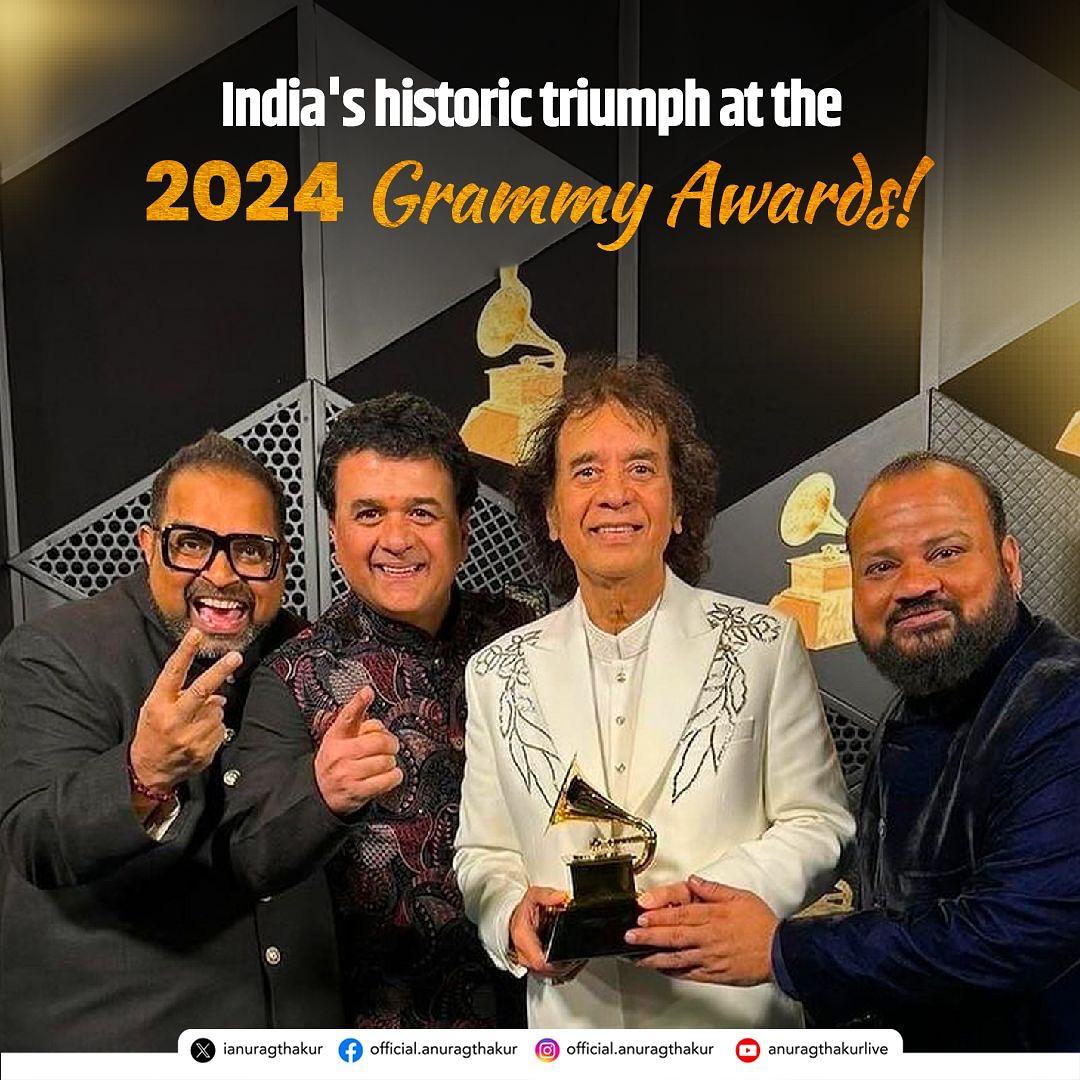 India's historic triumph at the
2024 Grammy Awards!
ianuragthakur official.anuragthakur official.anuragthakur anuragthakurlive